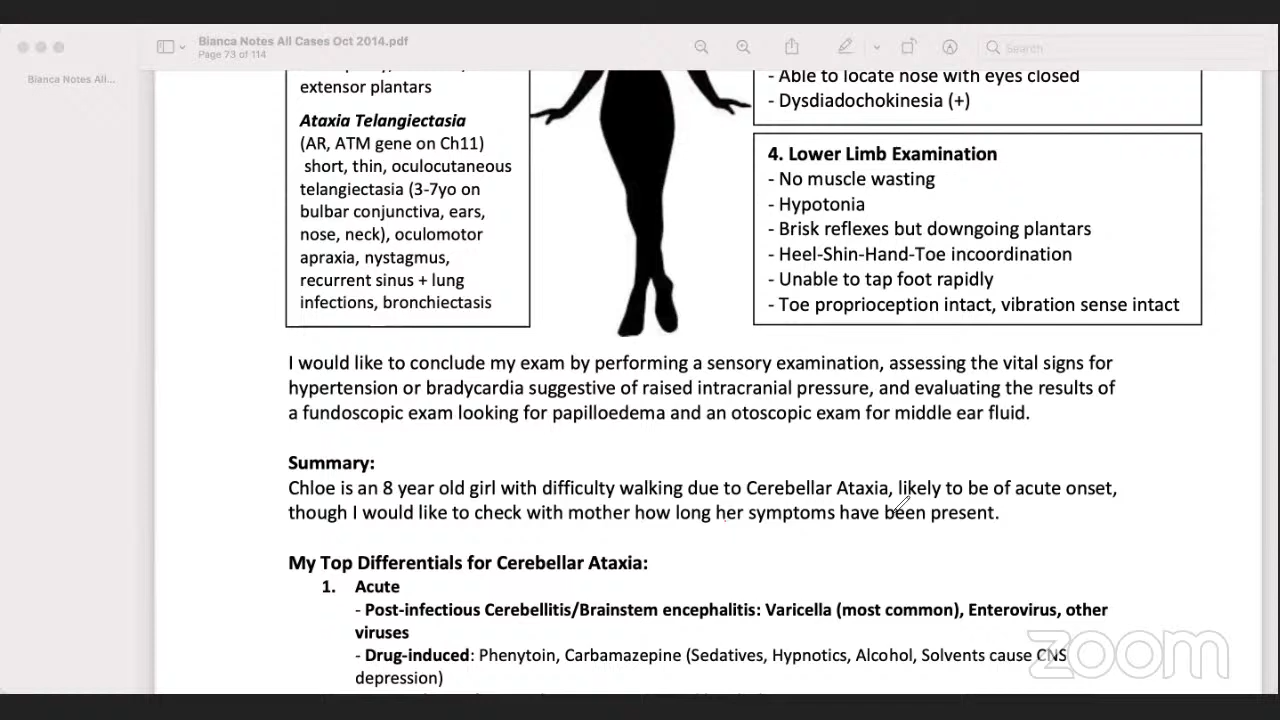 Bianca Notes All Cases Oct 2014.pdf
Page 73 of 114
Search
Bianca Notes All...
extensor plantars
Ataxia Telangiectasia
(AR, ATM gene on Ch11)
short, thin, oculocutaneous
telangiectasia (3-7yo on
bulbar conjunctiva, ears,
nose, neck), oculomotor
apraxia, nystagmus,
recurrent sinus + lung
infections, bronchiectasis
- Able to locate nose with eyes closed
- Dysdiadochokinesia (+)
4. Lower Limb Examination
- No muscle wasting
- Hypotonia
- Brisk reflexes but downgoing plantars
- Heel-Shin-Hand-Toe incoordination
- Unable to tap foot rapidly
- Toe proprioception intact, vibration sense intact
I would like to conclude my exam by performing a sensory examination, assessing the vital signs for
hypertension or bradycardia suggestive of raised intracranial pressure, and evaluating the results of
a fundoscopic exam looking for papilloedema and an otoscopic exam for middle ear fluid.
Summary:
Chloe is an 8 year old girl with difficulty walking due to Cerebellar Ataxia, likely to be of acute onset,
though I would like to check with mother how long her symptoms have been present.
My Top Differentials for Cerebellar Ataxia:
1. Acute
- Post-infectious Cerebellitis/Brainstem encephalitis: Varicella (most common), Enterovirus, other
viruses
- Drug-induced: Phenytoin, Carbamazepine (Sedatives, Hypnotics, Alcohol, Solvents cause CNS
depression)
zoom